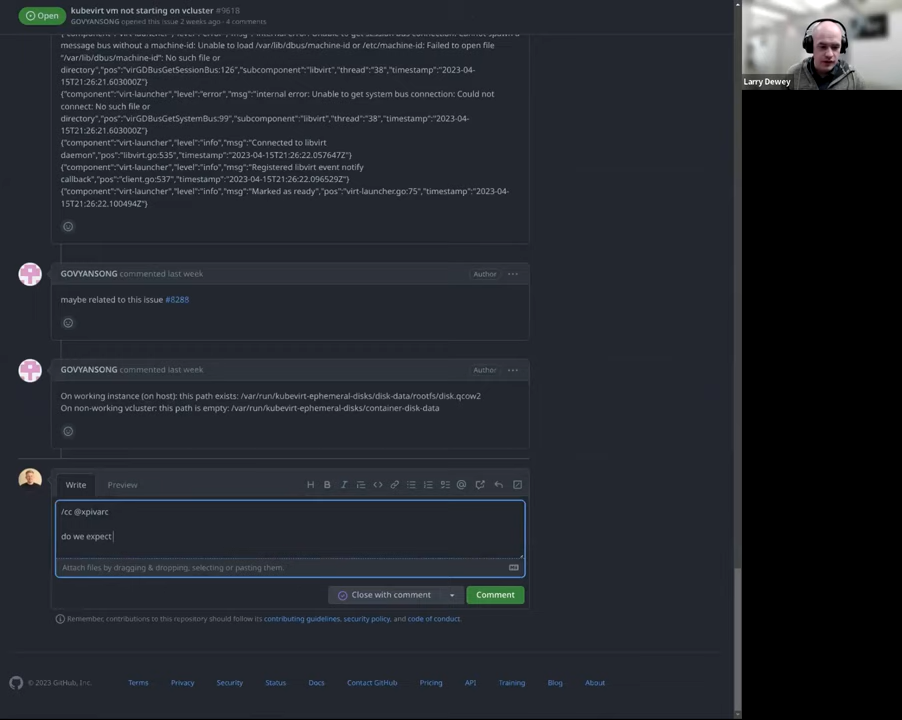 Open
kubevirt vm not starting on vcluster #9618
GOVYANSONG opened this issue 2 weeks ago · 4 comments
message bus without a machine-id: Unable to load /var/lib/dbus/machine-id or /etc/machine-id: Failed to open file
"/var/lib/dbus/machine-id": No such file or
directory","pos":"virGDBusGetSessionBus:126","subcomponent":"libvirt","thread":"38","timestamp":"2023-04-
15T21:26:21.603000Z"}
{"component":"virt-launcher","level":"error","msg":"internal error: Unable to get system bus connection: Could not
connect: No such file or
directory","pos":"virGDBusGetSystemBus:99","subcomponent":"libvirt","thread":"38","timestamp":"2023-04-
15T21:26:21.603000Z"}
{"component":"virt-launcher","level":"info","msg":"Connected to libvirt
daemon","pos":"libvirt.go:535","timestamp":"2023-04-15T21:26:22.057647Z"}
{"component":"virt-launcher","level":"info","msg":"Registered libvirt event notify
callback","pos":"client.go:537","timestamp":"2023-04-15T21:26:22.096529Z"}
{"component":"virt-launcher","level":"info","msg":"Marked as ready","pos":"virt-launcher.go:75","timestamp":"2023-04-
15T21:26:22.100494Z"}
GOVYANSONG commented last week
Author
maybe related to this issue #8288
GOVYANSONG commented last week
Author
On working instance (on host): this path exists: /var/run/kubevirt-ephemeral-disks/disk-data/rootfs/disk.qcow2
On non-working vcluster: this path is empty: /var/run/kubevirt-ephemeral-disks/container-disk-data
Write
Preview
/cc @xpivarc
do we expect
Attach files by dragging & dropping, selecting or pasting them.
Close with comment
Comment
Remember, contributions to this repository should follow its contributing guidelines, security policy, and code of conduct.
© 2023 GitHub, Inc.
Terms
Privacy
Security
Status
Docs
Contact GitHub
Pricing
API
Training
Blog
About
Larry Dewey